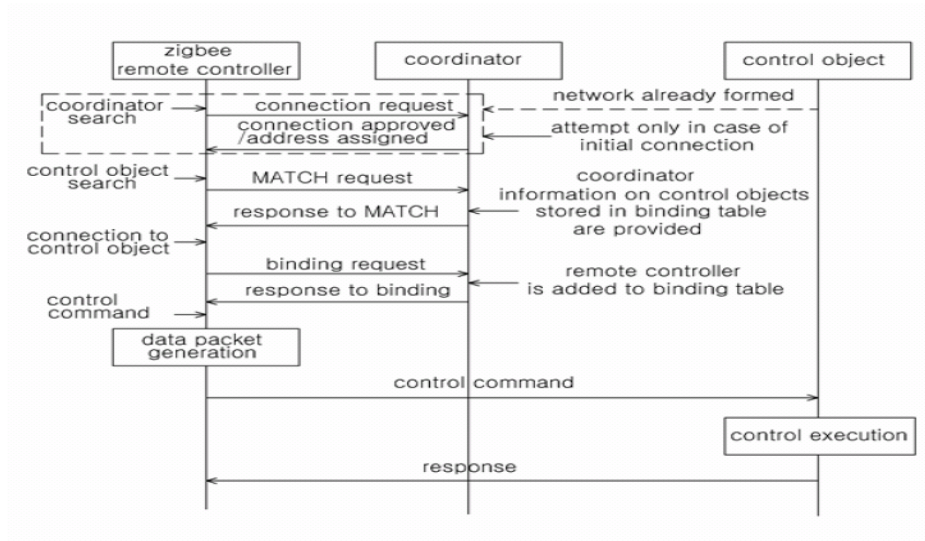 zigbee
remote controller
coordinator
control object
coordinator
search
connection request
network already formed
connection approved
/address assigned
attempt only in case of
initial connection
control object
search
MATCH request
coordinator
information on control objects
stored in binding table
are provided
response to MATCH
connection to
control object
binding request
remote controller
is added to binding table
response to binding
control
command
data packet
generation
control command
control execution
response